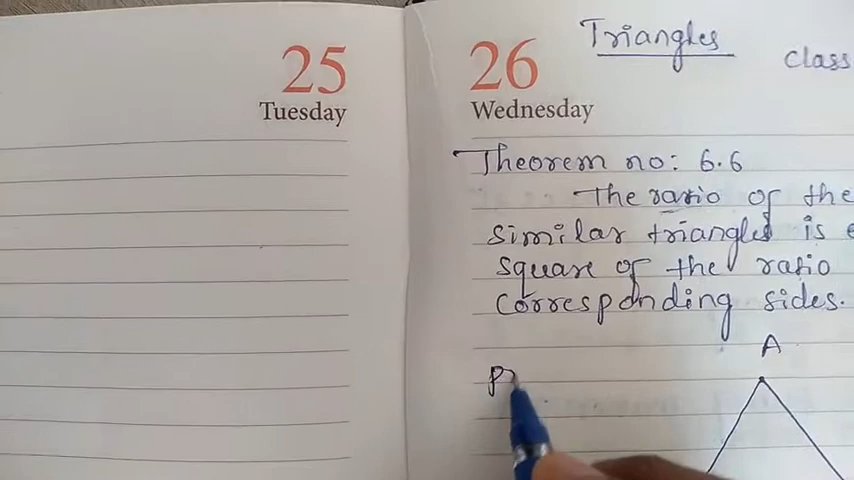 25
Tuesday
26
Wednesday
Triangles
class
Theorem no: 6.6
The ratio of the
similar triangles is
square of the ratio
corresponding sides.
A